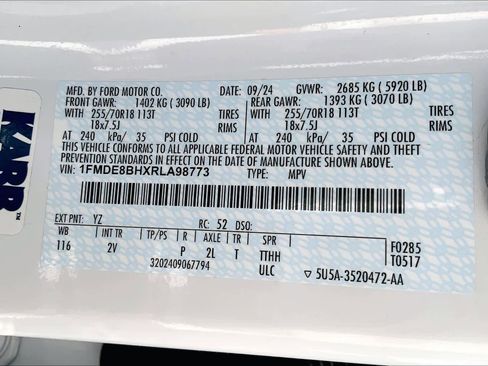 MFD. BY FORD MOTOR CO. DATE: 09/24 GVWR: 2685 KG ( 5920 LB)
FRONT GAWR: 1402 KG ( 3090 LB) REAR GAWR: 1393 KG ( 3070 LB)
WITH 255/70R18 113T TIRES WITH 255/70R18 113T TIRES
18x7.5J RIMS 18x7.5J RIMS
AT 240 kPa/ 35 PSI COLD AT 240 kPa/ 35 PSI COLD
THIS VEHICLE CONFORMS TO ALL APPLICABLE FEDERAL MOTOR VEHICLE SAFETY AND THEFT
PREVENTION STANDARDS IN EFFECT ON THE DATE OF MANUFACTURE SHOWN ABOVE.
VIN: 1FMDE8BHXRLA98773 TYPE: MPV
EXT PNT: YZ RC: 52 DSO: F0285
WB INT TR TP/PS R AXLE TR SPR T0517
116 2V P 2L T TTHH
3202409067794 ULC 5U5A-3520472-AA
KARR™